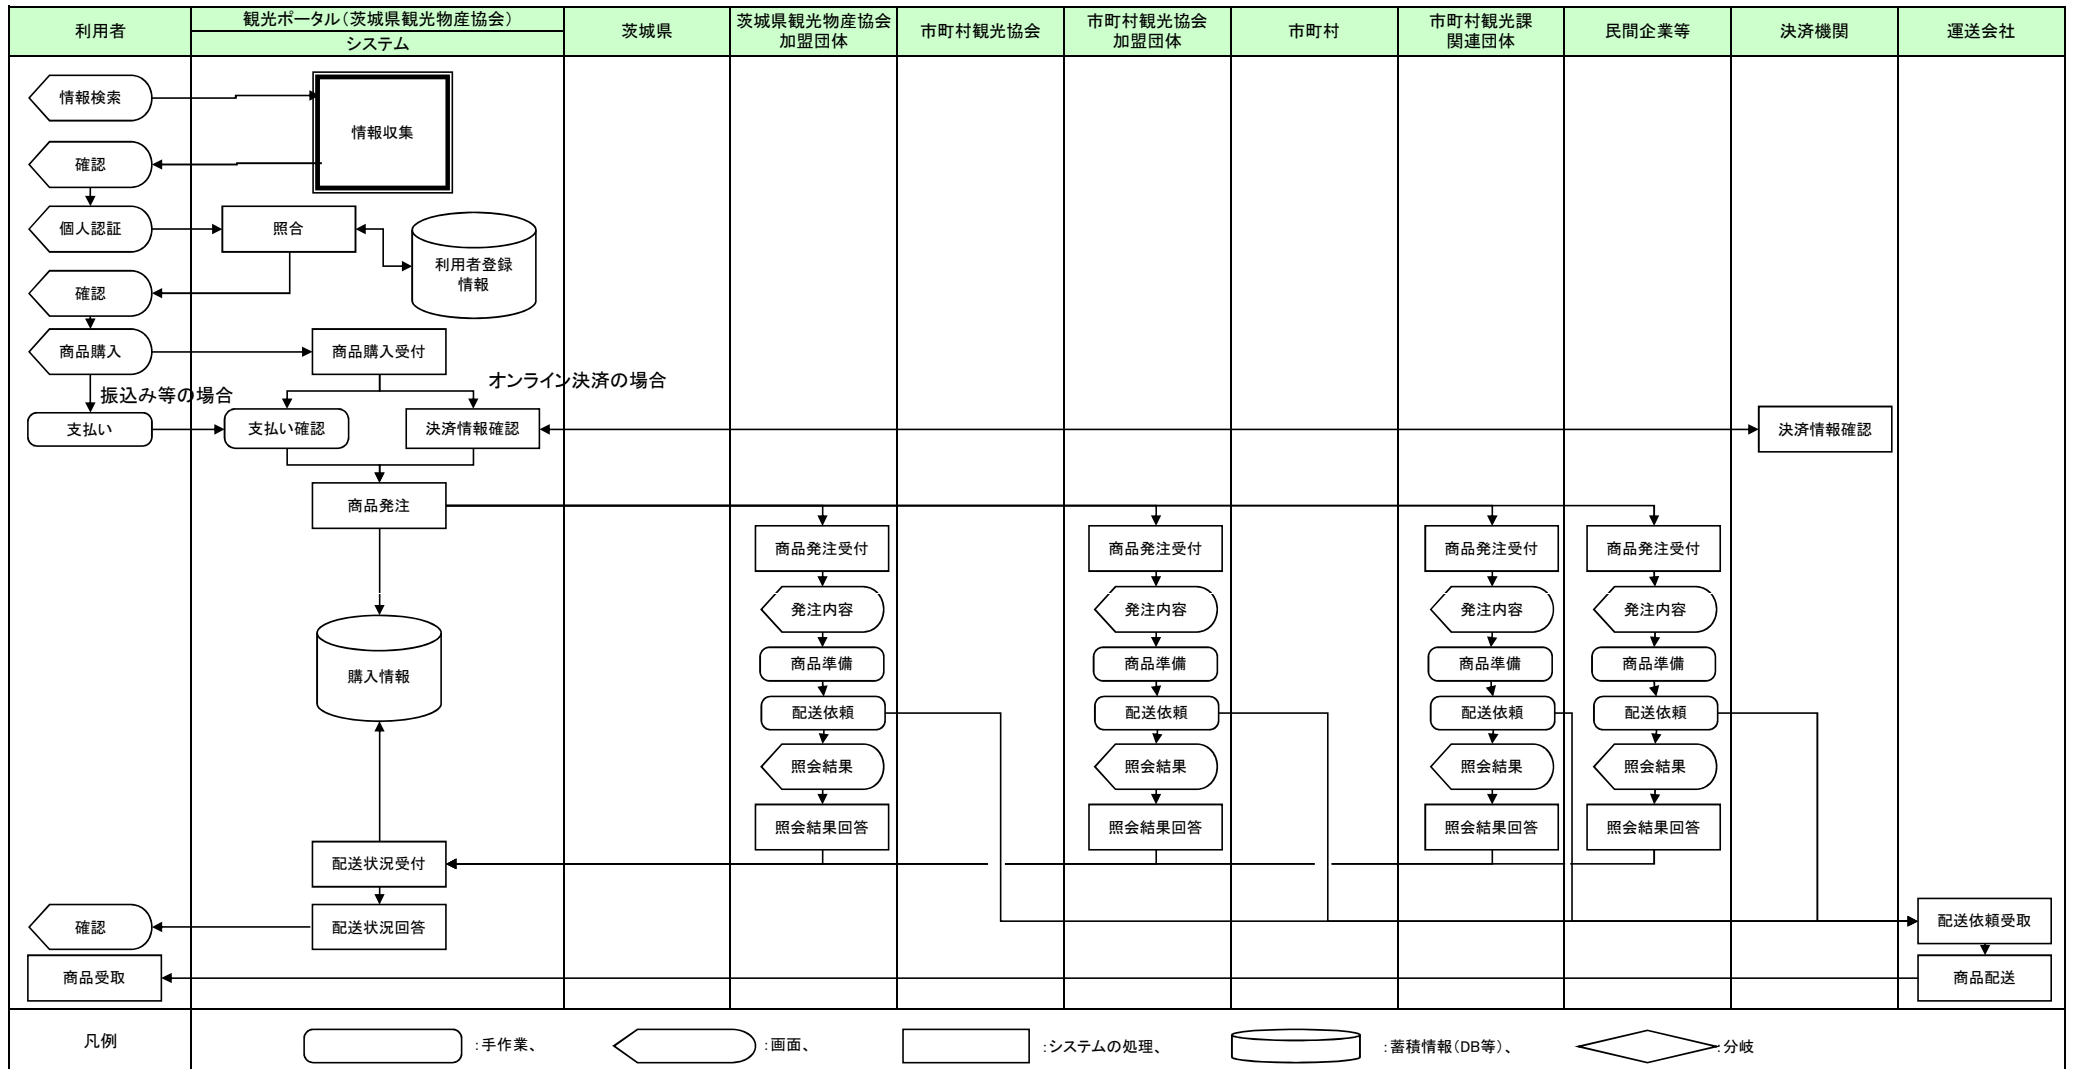 利用者
観光ポータル（茨城県観光物産協会）
システム
茨城県
茨城県観光物産協会
加盟団体
市町村観光協会
市町村観光協会
加盟団体
市町村
市町村観光課
関連団体
民間企業等
決済機関
運送会社
情報検索
情報収集
確認
個人認証
照合
利用者登録
情報
確認
商品購入
商品購入受付
振込み等の場合
オンライン決済の場合
支払い
支払い確認
決済情報確認
決済情報確認
商品発注
商品発注受付
商品発注受付
商品発注受付
商品発注受付
発注内容
発注内容
発注内容
発注内容
購入情報
商品準備
商品準備
商品準備
商品準備
配送依頼
配送依頼
配送依頼
配送依頼
照会結果
照会結果
照会結果
照会結果
照会結果回答
照会結果回答
照会結果回答
照会結果回答
配送状況受付
確認
配送状況回答
配送依頼受取
商品受取
商品配送
凡例
:手作業、
:画面、
:システムの処理、
:蓄積情報（DB等）、
:分岐